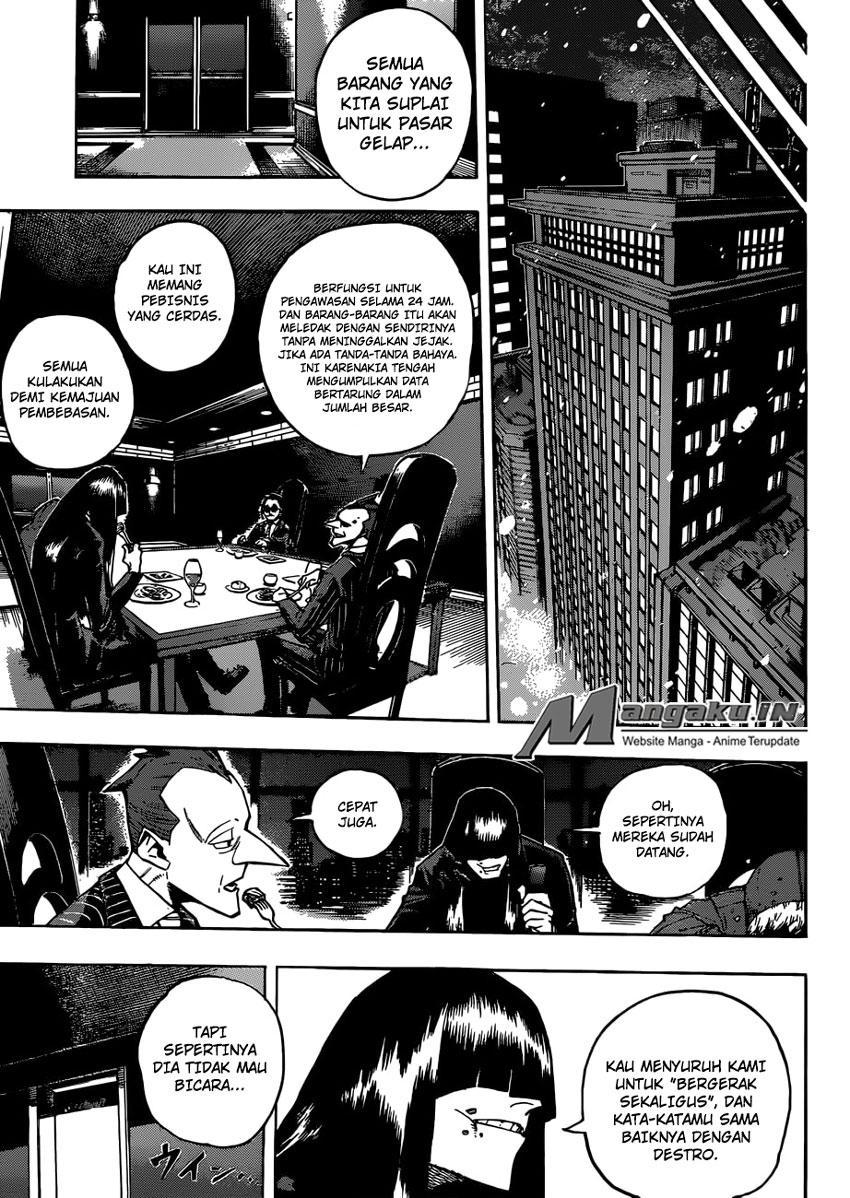 SEMUA
BARANG YANG
KITA SUPLAI
UNTUK PASAR
GELAP...
BERFUNGSI UNTUK
PENGAWASAN SELAMA 24 JAM.
DAN BARANG-BARANG ITU AKAN
MELEDAK DENGAN SENDIRINYA
TANPA MENINGGALKAN JEJAK.
JIKA ADA TANDA-TANDA BAHAYA.
INI KARENAKIA TENGAH
MENGUMPULKAN DATA
BERTARUNG DALAM
JUMLAH BESAR.
KAU INI
MEMANG
PEBISNIS
YANG CERDAS.
SEMUA
KULAKUKAN
DEMI KEMAJUAN
PEMBEBASAN.
Mangaku.IN
Website Manga - Anime Terupdate
OH,
SEPERTINYA
MEREKA SUDAH
DATANG.
CEPAT
JUGA.
KAU MENYURUH KAMI
UNTUK "BERGERAK
SEKALIGUS", DAN
KATA-KATAMU SAMA
BAIKNYA DENGAN
DESTRO.
TAPI
SEPERTINYA
DIA TIDAK MAU
BICARA...
ウイン